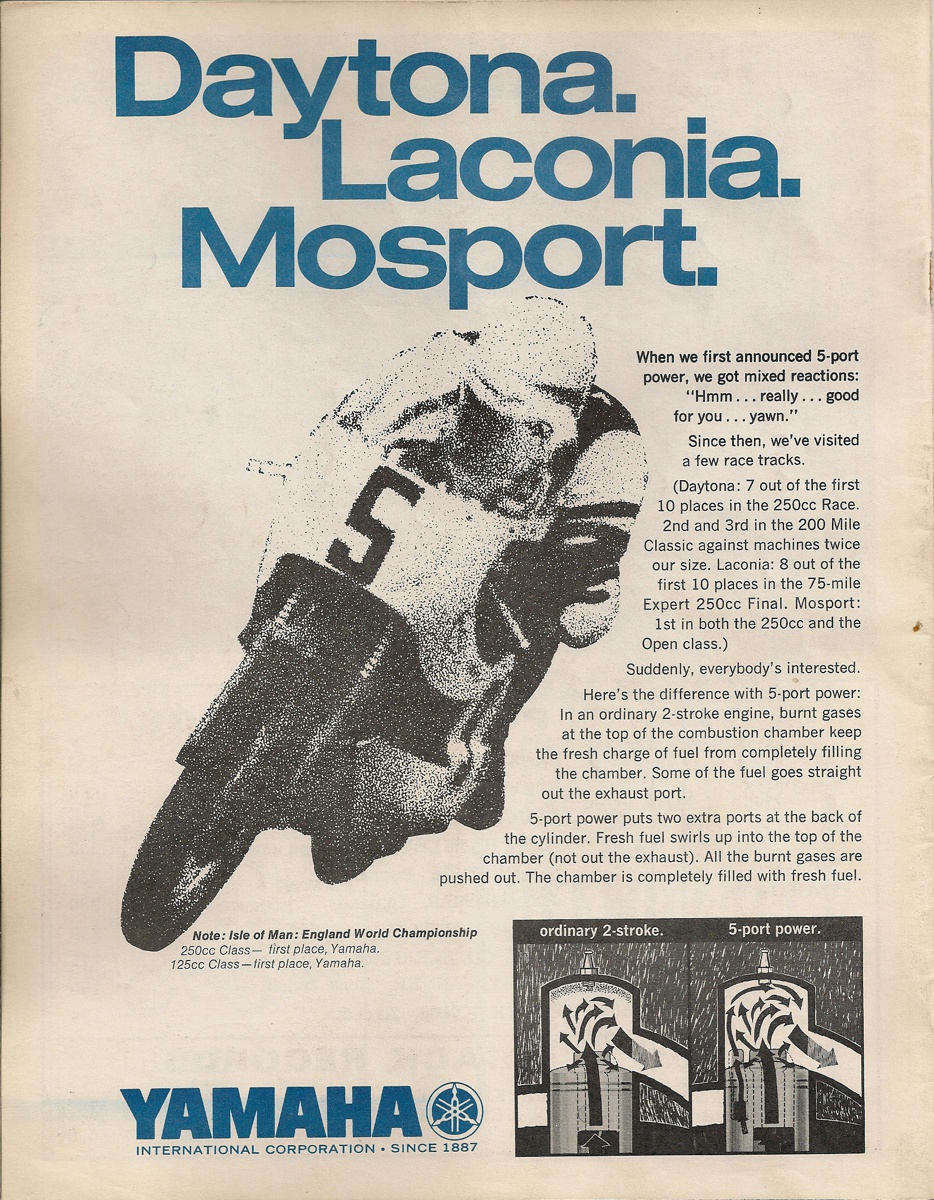 Daytona.
Laconia.
Mosport.
5
When we first announced 5-port
power, we got mixed reactions:
“Hmm . . . really . . . good
for you . . . yawn.”
Since then, we’ve visited
a few race tracks.
(Daytona: 7 out of the first
10 places in the 250cc Race.
2nd and 3rd in the 200 Mile
Classic against machines twice
our size. Laconia: 8 out of the
first 10 places in the 75-mile
Expert 250cc Final. Mosport:
1st in both the 250cc and the
Open class.)
Suddenly, everybody’s interested.
Here’s the difference with 5-port power:
In an ordinary 2-stroke engine, burnt gases
at the top of the combustion chamber keep
the fresh charge of fuel from completely filling
the chamber. Some of the fuel goes straight
out the exhaust port.
5-port power puts two extra ports at the back of
the cylinder. Fresh fuel swirls up into the top of the
chamber (not out the exhaust). All the burnt gases are
pushed out. The chamber is completely filled with fresh fuel.
Note: Isle of Man: England World Championship
250cc Class— first place, Yamaha.
125cc Class—first place, Yamaha.
ordinary 2-stroke.
5-port power.
YAMAHA
INTERNATIONAL CORPORATION • SINCE 1887